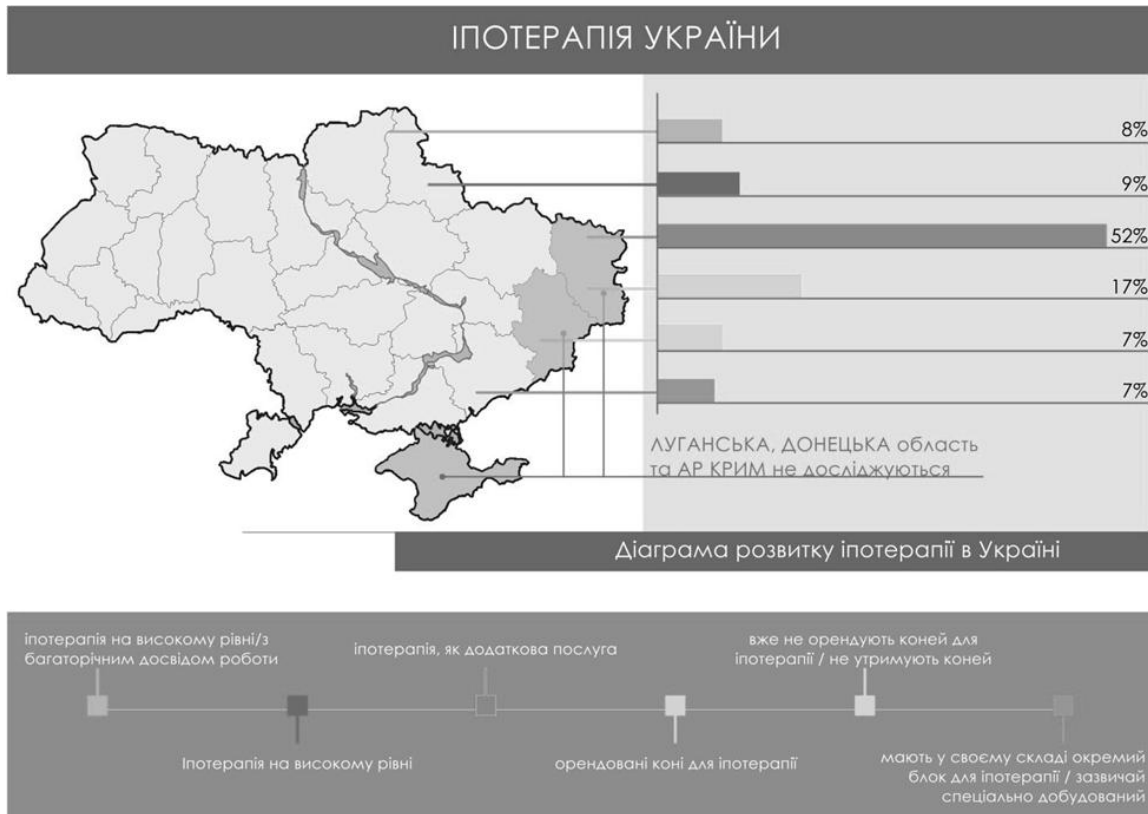 ІПОТЕРАПІЯ УКРАЇНИ
8%
9%
52%
17%
7%
7%
ЛУГАНСЬКА, ДОНЕЦЬКА область
та АР КРИМ не досліджуються
Діаграма розвитку іпотерапії в Україні
іпотерапія на високому рівні/з
багаторічним досвідом роботи
Іпотерапія на високому рівні
іпотерапія, як додаткова послуга
орендовані коні для іпотерапії
вже не орендують коней для
іпотерапії / не утримують коней
мають у своєму складі окремий
блок для іпотерапії / зазвичай
спеціально добудований